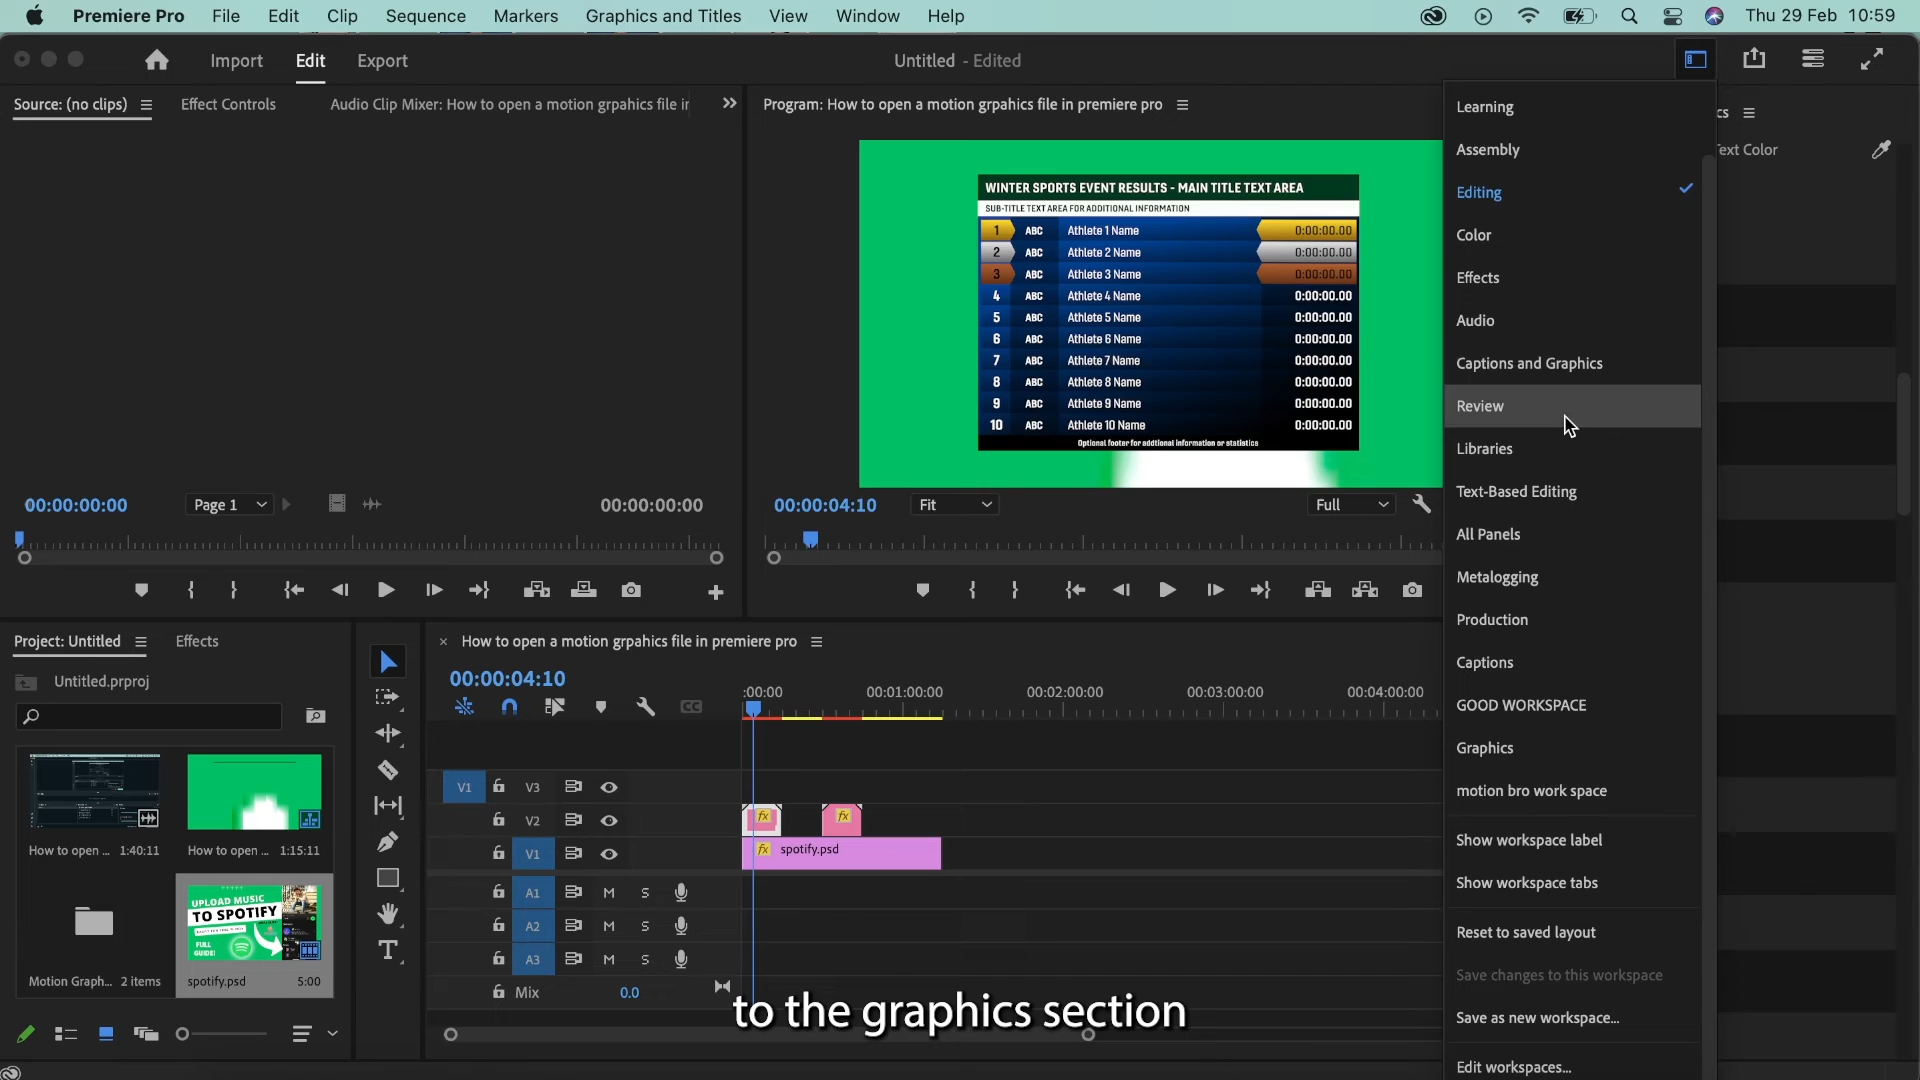 Premiere Pro File Edit Clip Sequence Markers Graphics and Titles View Window Help Thu 29 Feb 10:59
Import Edit Export Untitled - Edited
Source: (no clips) Effect Controls Audio Clip Mixer: How to open a motion grpahics file in
Program: How to open a motion grpahics file in premiere pro
WINTER SPORTS EVENT RESULTS - MAIN TITLE TEXT AREA
SUB-TITLE TEXT AREA FOR ADDITIONAL INFORMATION
1 ABC Athlete 1 Name 0:00:00.00
2 ABC Athlete 2 Name 0:00:00.00
3 ABC Athlete 3 Name 0:00:00.00
4 ABC Athlete 4 Name 0:00:00.00
5 ABC Athlete 5 Name 0:00:00.00
6 ABC Athlete 6 Name 0:00:00.00
7 ABC Athlete 7 Name 0:00:00.00
8 ABC Athlete 8 Name 0:00:00.00
9 ABC Athlete 9 Name 0:00:00.00
10 ABC Athlete 10 Name 0:00:00.00
Optional footer for addtional information or statistics
00:00:00:00 Page 1 00:00:00:00
00:00:04:10 Fit Full
Learning
Assembly
Editing
Color
Effects
Audio
Captions and Graphics
Review
Libraries
Text-Based Editing
All Panels
Metalogging
Production
Captions
GOOD WORKSPACE
Graphics
motion bro work space
Show workspace label
Show workspace tabs
Reset to saved layout
Save changes to this workspace
Save as new workspace...
Edit workspaces...
cs
Text Color
Project: Untitled Effects
Untitled.prproj
How to open ... 1:40:11
How to open ... 1:15:11
Motion Graph... 2 items
UPLOAD MUSIC
TO SPOTIFY
FULL
GUIDE!
spotify.psd 5:00
How to open a motion grpahics file in premiere pro
00:00:04:10
:00:00 00:01:00:00 00:02:00:00 00:03:00:00 00:04:00:00
V1 V3
V2 fx fx
V1 fx spotify.psd
A1 M S
A2 M S
A3 M S
Mix 0.0
to the graphics section